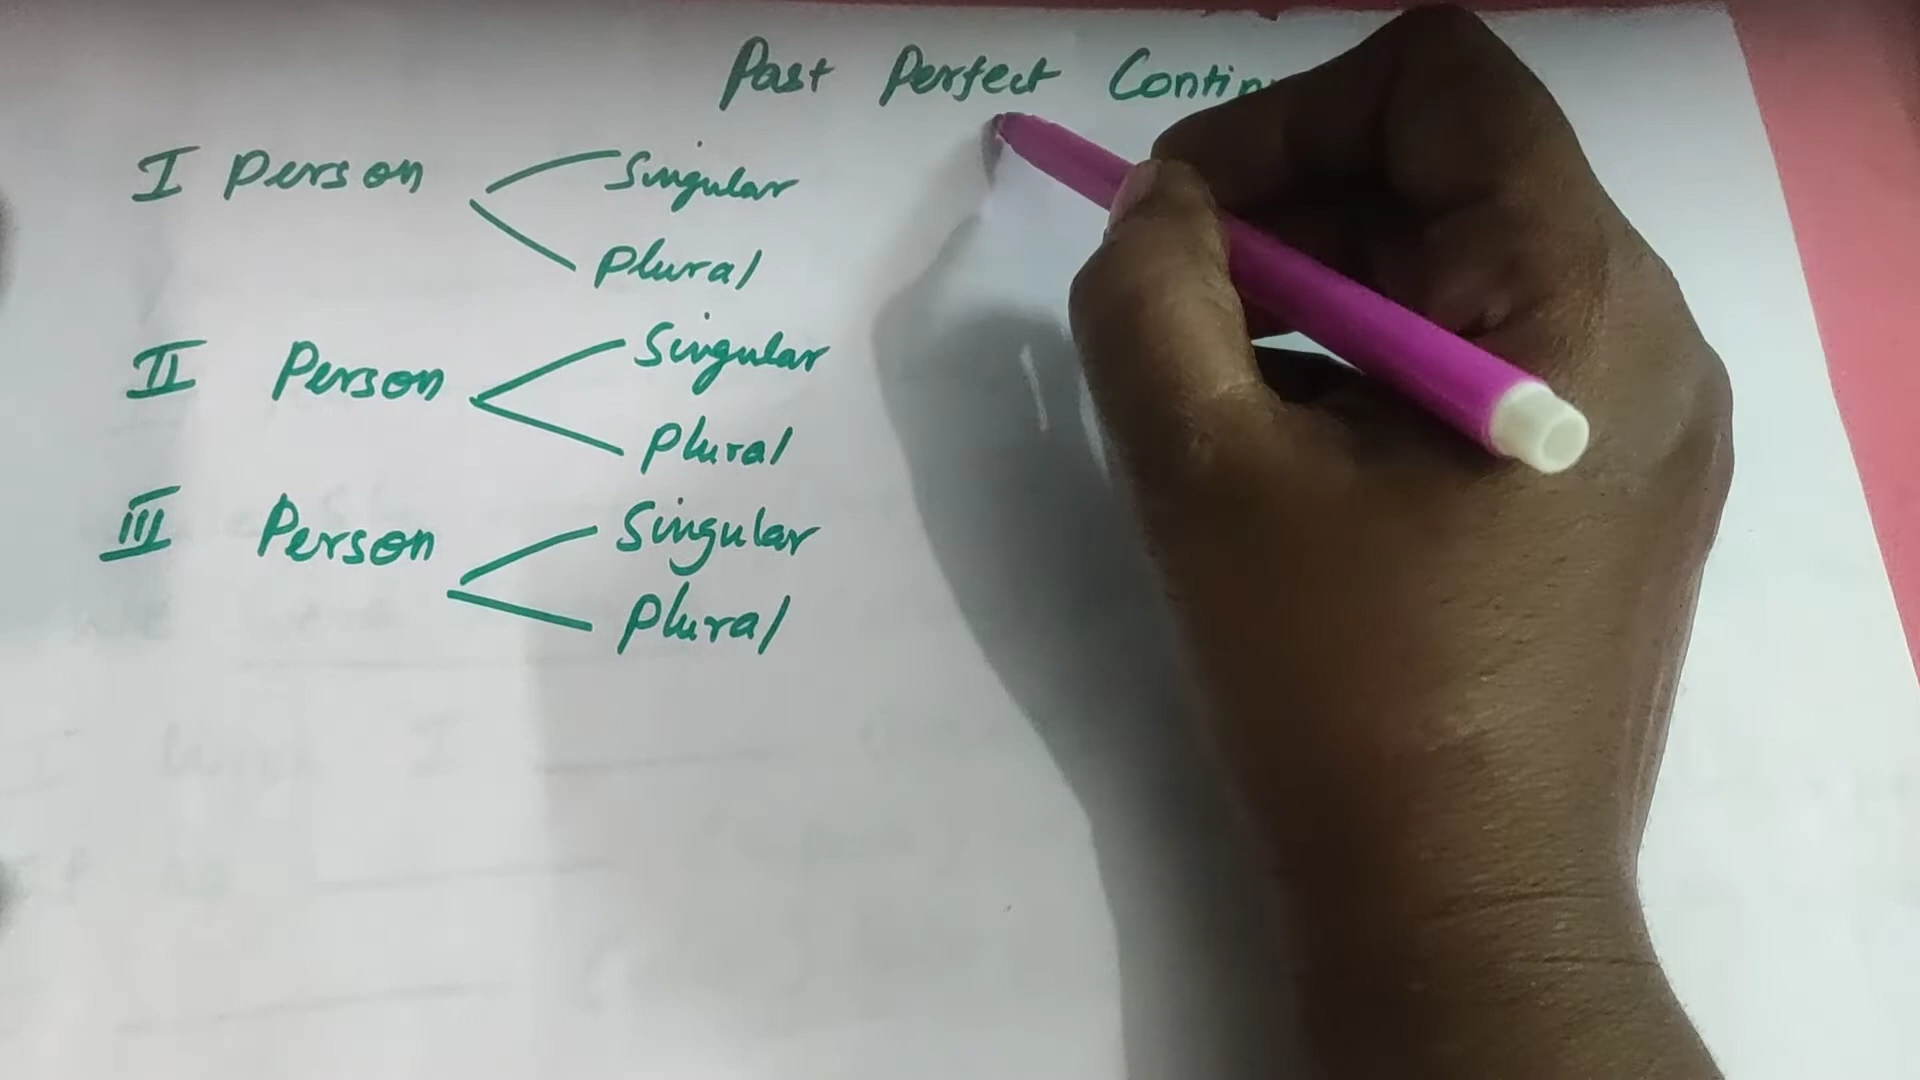 Past Perfect Contin
I Person Singular
Plural
II Person Singular
Plural
III Person Singular
Plural